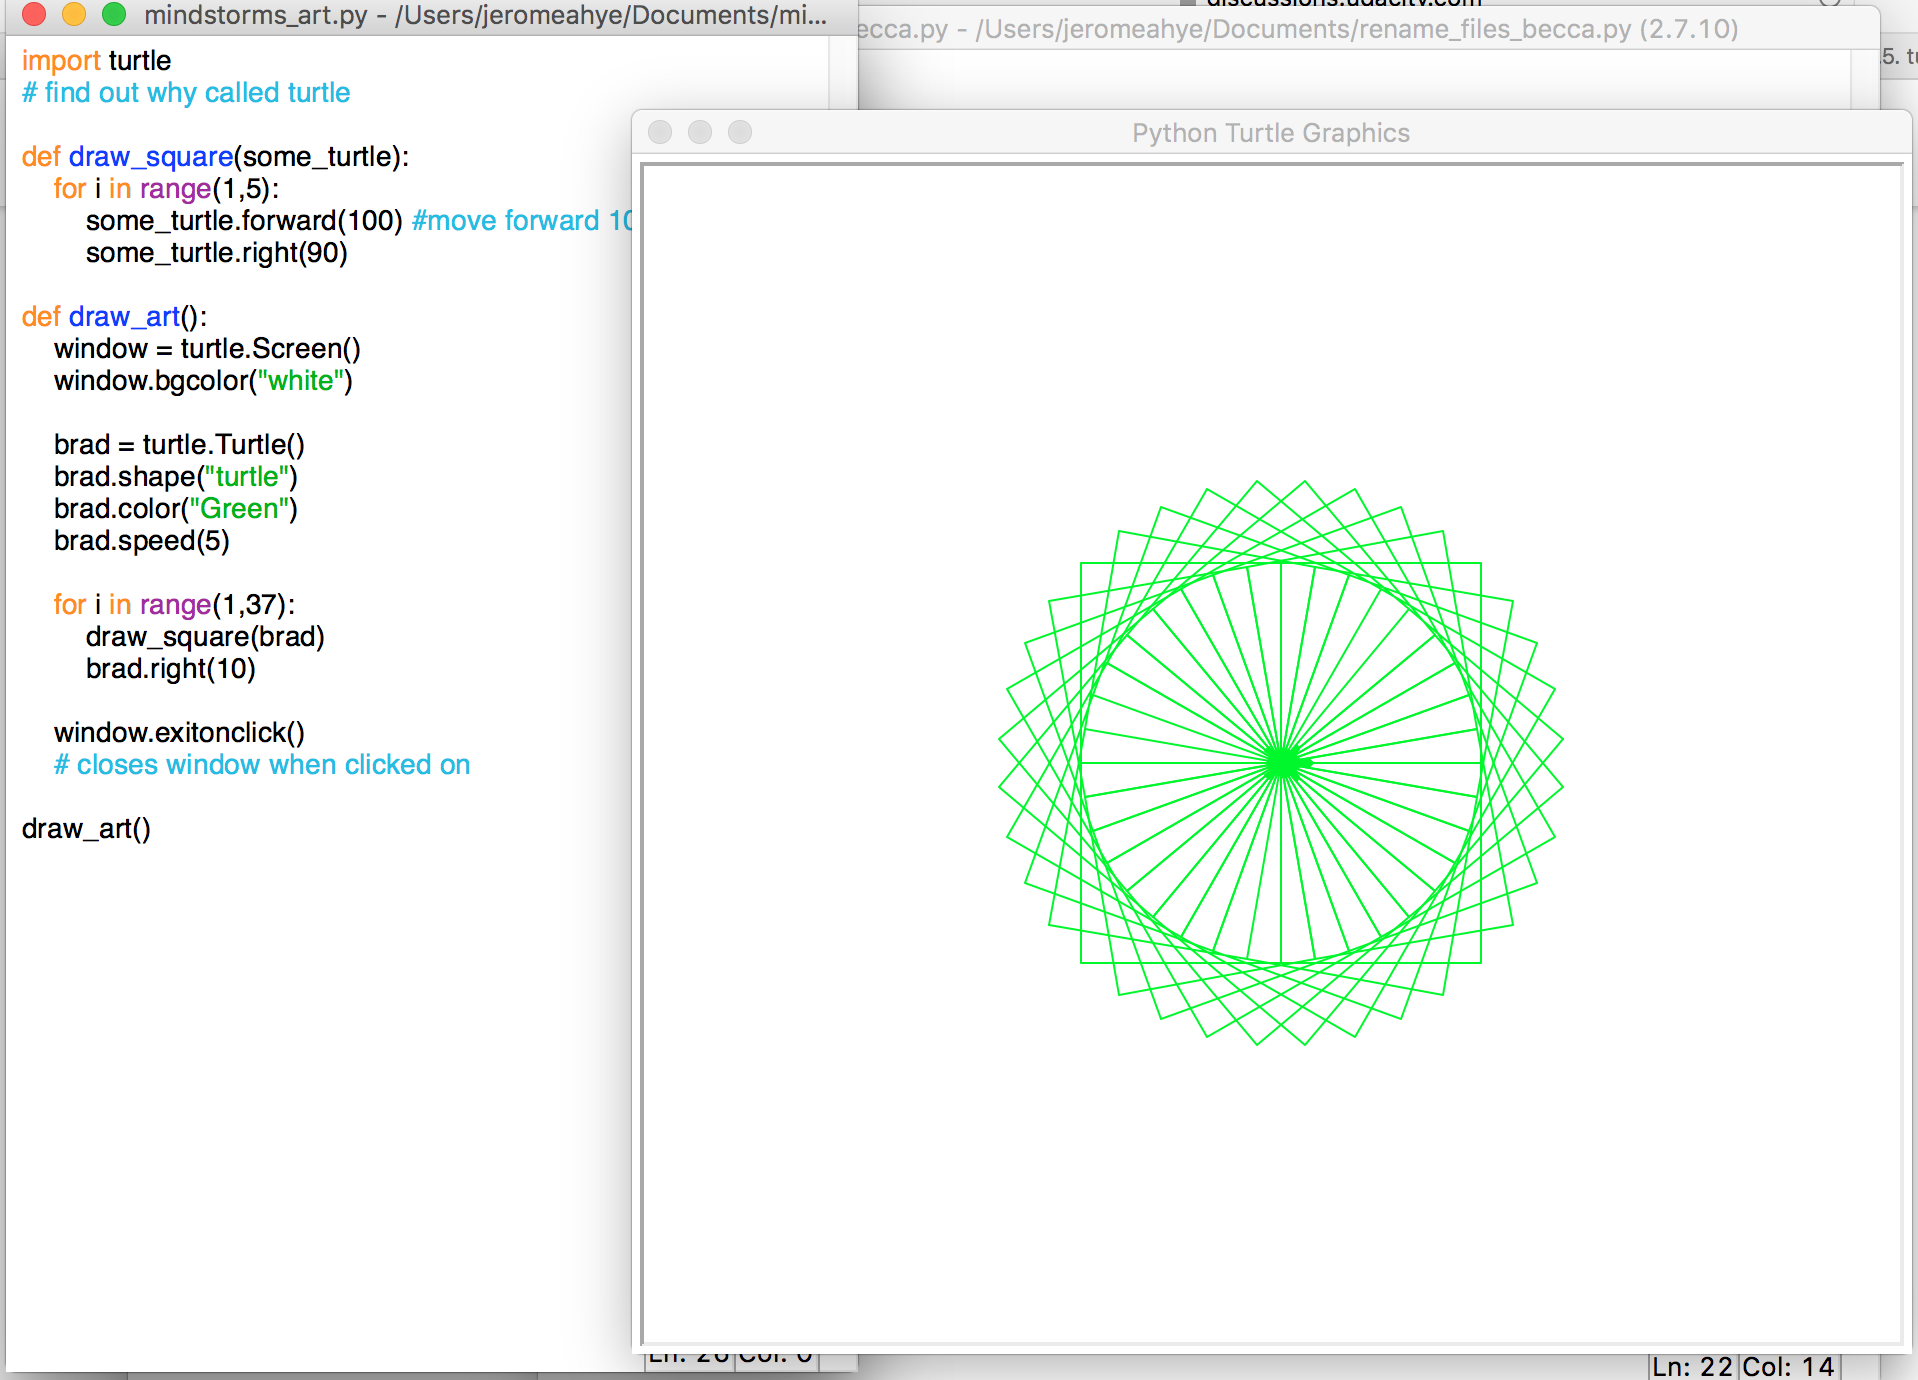 mindstorms_art.py - /Users/jeromeahye/Documents/mi...
discussions.udacity.com
ecca.py - /Users/jeromeahye/Documents/rename_files_becca.py (2.7.10)
5. tu
Python Turtle Graphics
import turtle
# find out why called turtle
def draw_square(some_turtle):
for i in range(1,5):
some_turtle.forward(100) #move forward 10
some_turtle.right(90)
def draw_art():
window = turtle.Screen()
window.bgcolor("white")
brad = turtle.Turtle()
brad.shape("turtle")
brad.color("Green")
brad.speed(5)
for i in range(1,37):
draw_square(brad)
brad.right(10)
window.exitonclick()
# closes window when clicked on
draw_art()
Ln: 26 Col: 0
Ln: 22 Col: 14